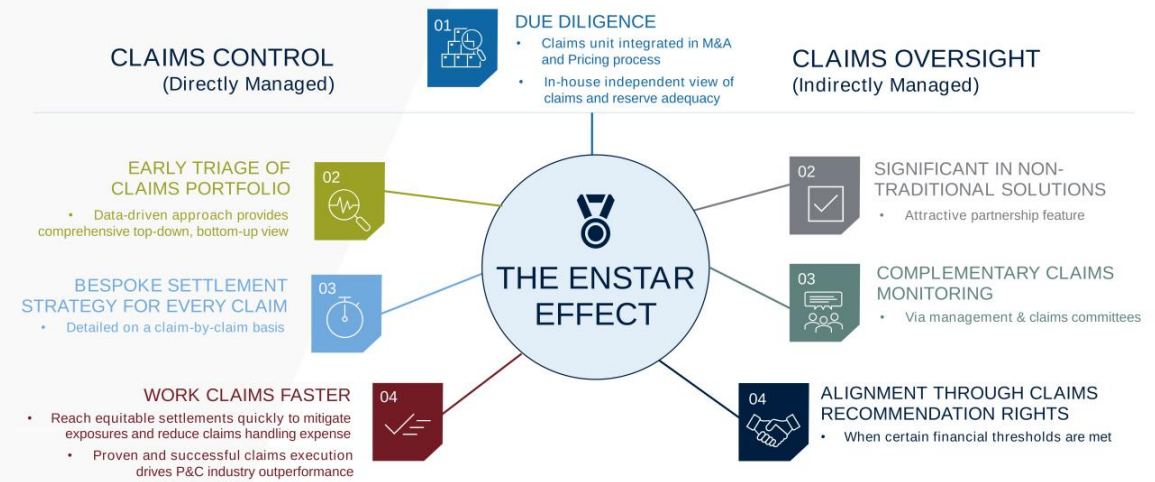 CLAIMS CONTROL
(Directly Managed)
01
DUE DILIGENCE
• Claims unit integrated in M&A
and Pricing process
• In-house independent view of
claims and reserve adequacy
CLAIMS OVERSIGHT
(Indirectly Managed)
EARLY TRIAGE OF
CLAIMS PORTFOLIO
• Data-driven approach provides
comprehensive top-down, bottom-up view
02
BESPOKE SETTLEMENT
STRATEGY FOR EVERY CLAIM
• Detailed on a claim-by-claim basis
03
WORK CLAIMS FASTER
• Reach equitable settlements quickly to mitigate
exposures and reduce claims handling expense
• Proven and successful claims execution
drives P&C industry outperformance
04
THE ENSTAR
EFFECT
02
SIGNIFICANT IN NON-
TRADITIONAL SOLUTIONS
• Attractive partnership feature
03
COMPLEMENTARY CLAIMS
MONITORING
• Via management & claims committees
04
ALIGNMENT THROUGH CLAIMS
RECOMMENDATION RIGHTS
• When certain financial thresholds are met